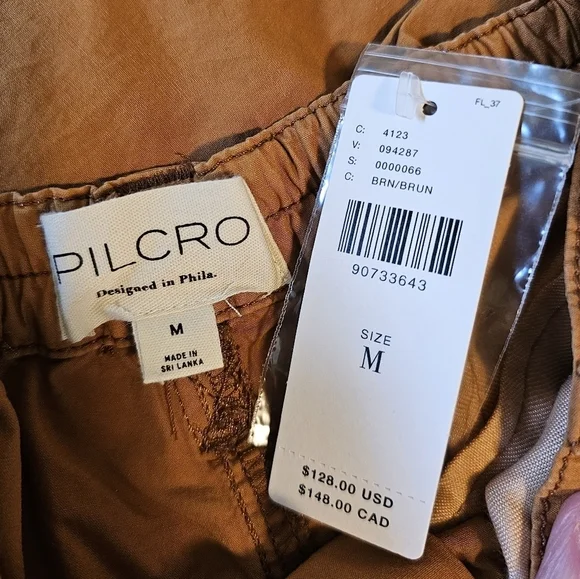 PILCRO
Designed in Phila.
M
MADE IN
SRI LANKA
FL_37
C: 4123
V: 094287
S: 0000066
C: BRN/BRUN
90733643
SIZE
M
$128.00 USD
$148.00 CAD